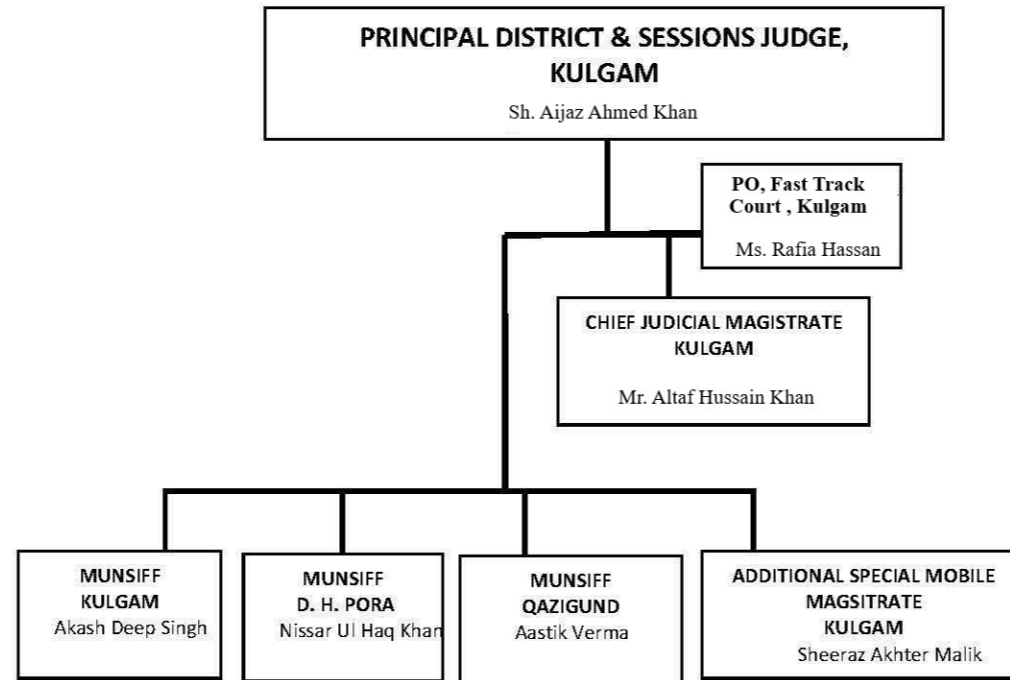 PRINCIPAL DISTRICT & SESSIONS JUDGE,
KULGAM
Sh. Aijaz Ahmed Khan
PO, Fast Track
Court , Kulgam
Ms. Rafia Hassan
CHIEF JUDICIAL MAGISTRATE
KULGAM
Mr. Altaf Hussain Khan
MUNSIFF
KULGAM
Akash Deep Singh
MUNSIFF
D. H. PORA
Nissar Ul Haq Khan
MUNSIFF
QAZIGUND
Aastik Verma
ADDITIONAL SPECIAL MOBILE
MAGSITRATE
KULGAM
Sheeraz Akhter Malik